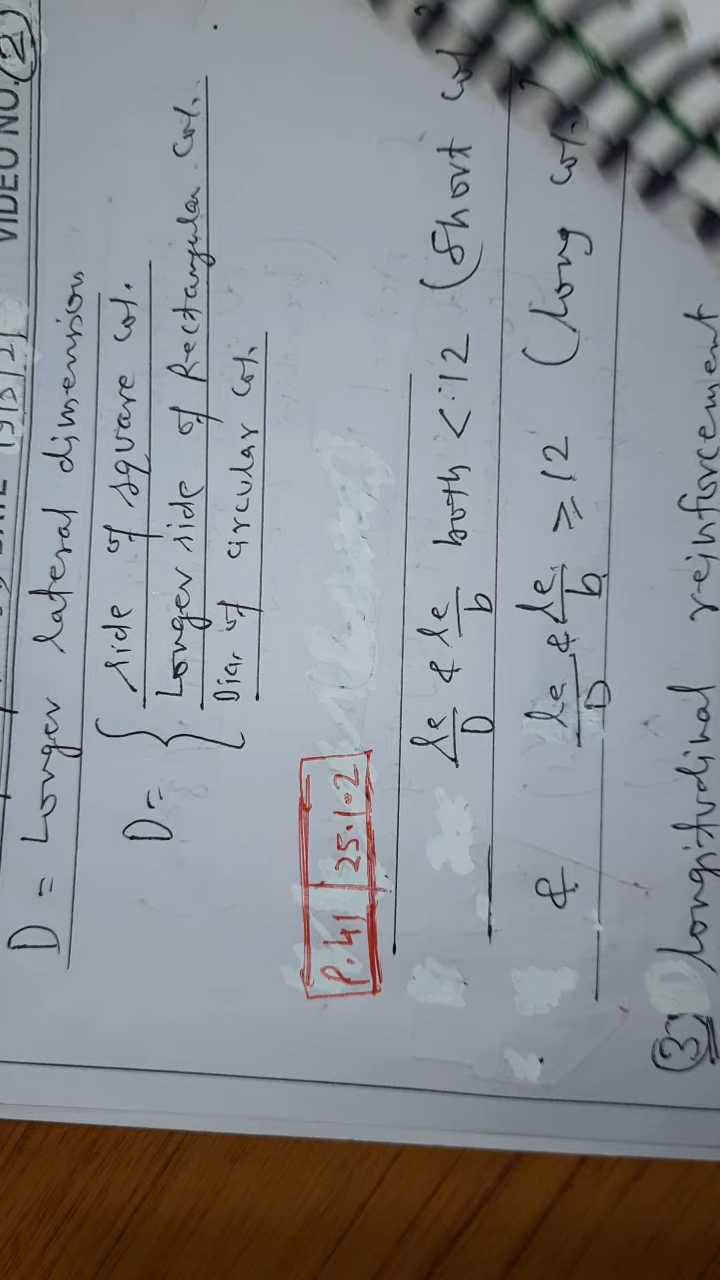 VIDEO NO. (2)
D = Longer lateral dimension
D = { side of square col.
Longer side of Rectangular col.
Dia. of circular col.
P.41 | 25.1.2
le/D & le/b both < 12 (Short col
& le/D & le/b ≥ 12 (Long col.)
(3) Longitudinal reinforcement